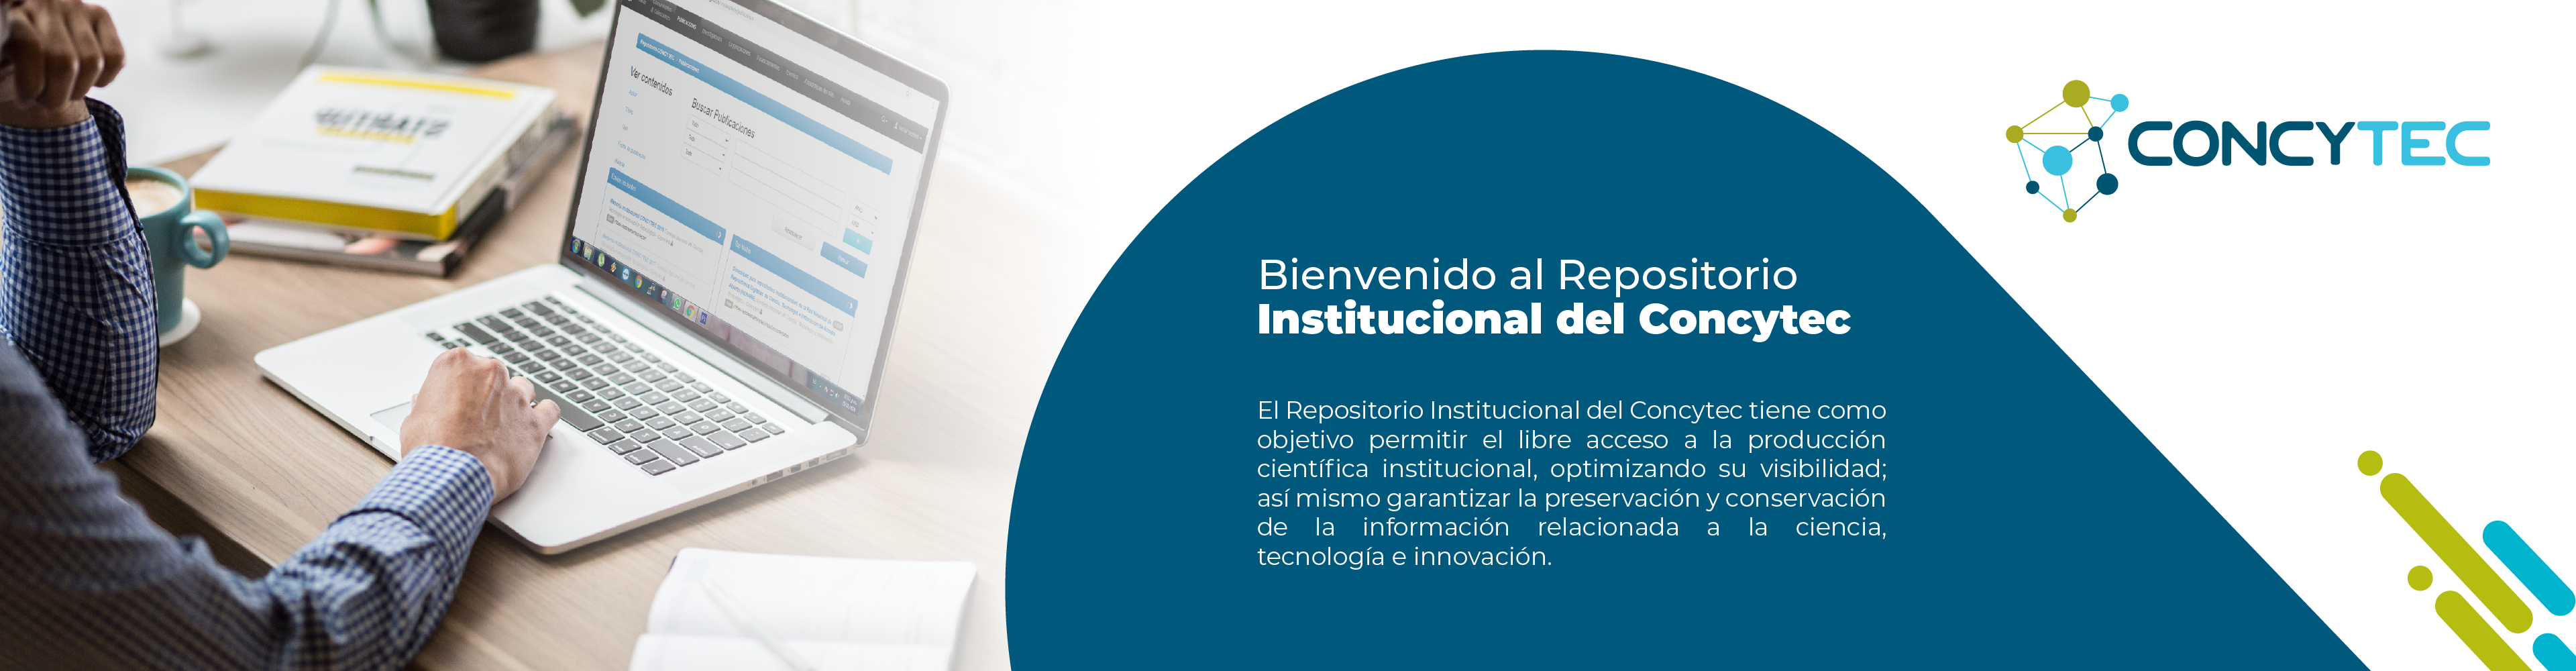 Ver contenidos
Buscar Publicaciones
CONCYTEC
Bienvenido al Repositorio
Institucional del Concytec
El Repositorio Institucional del Concytec tiene como
objetivo permitir el libre acceso a la producción
científica institucional, optimizando su visibilidad;
así mismo garantizar la preservación y conservación
de la información relacionada a la ciencia,
tecnología e innovación.